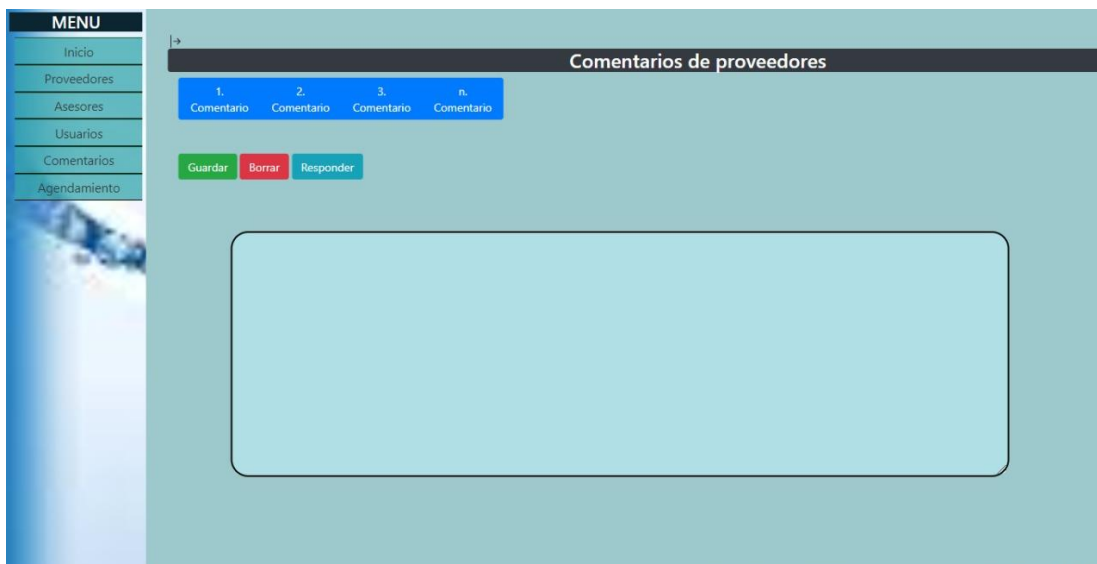 MENU
Inicio
Proveedores
Asesores
Usuarios
Comentarios
Agendamiento
|→
Comentarios de proveedores
1. 2. 3. n.
Comentario Comentario Comentario Comentario
Guardar Borrar Responder